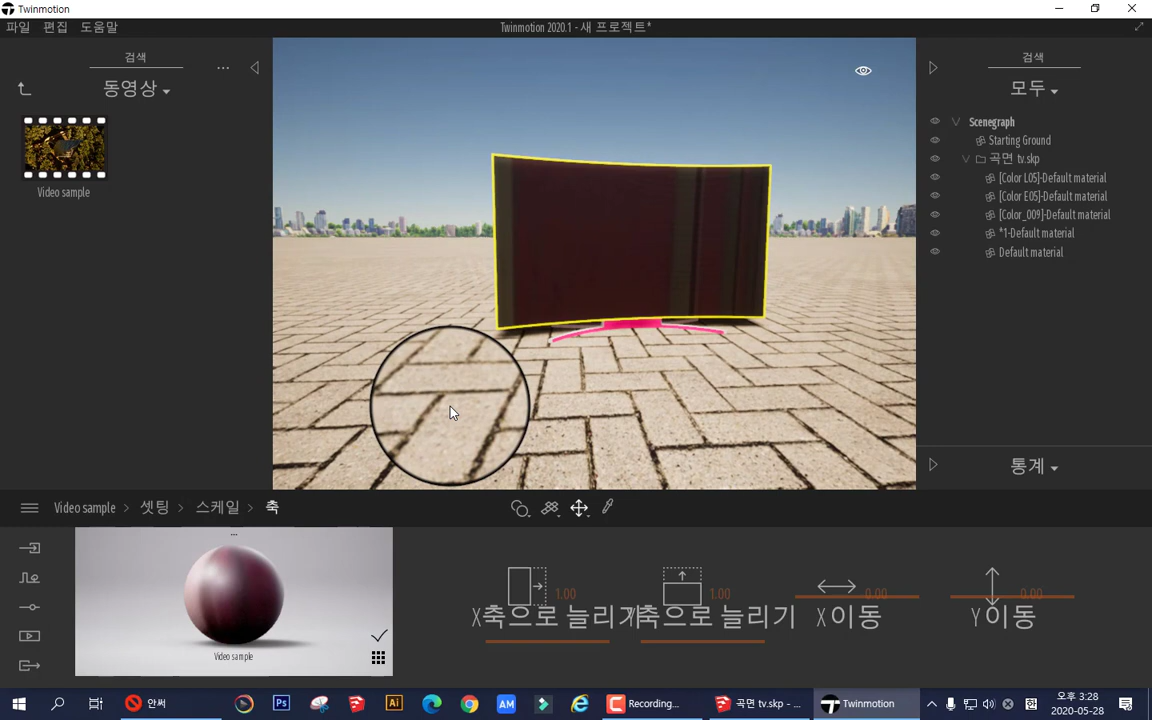 Twinmotion
파일 편집 도움말
Twinmotion 2020.1 - 새 프로젝트*
검색
동영상
Video sample
검색
모두
Scenegraph
Starting Ground
곡면 tv.skp
[Color L05]-Default material
[Color E05]-Default material
[Color_009]-Default material
*1-Default material
Default material
통계
Video sample > 셋팅 > 스케일 > 축
Video sample
1.00
X축으로 늘리기
1.00
Y축으로 늘리기
0.00
X이동
0.00
Y이동
안써
Ps
Ai
AM
Recording...
곡면 tv.skp - ...
Twinmotion
한
오후 3:28
2020-05-28